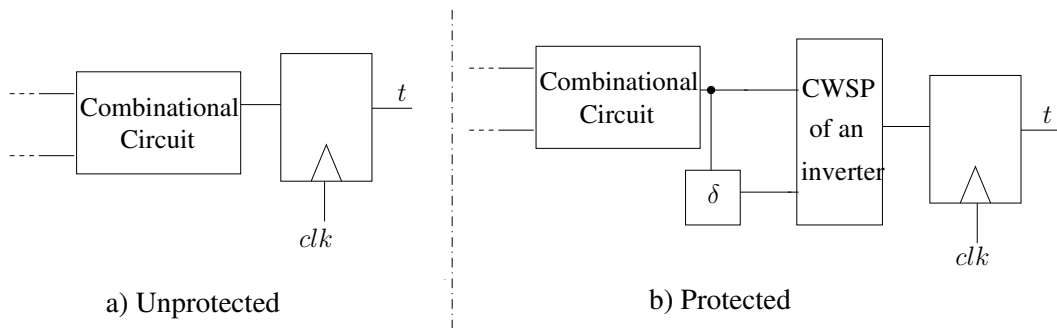 Combinational
Circuit
t
clk
a) Unprotected
Combinational
Circuit
δ
CWSP
of an
inverter
t
clk
b) Protected